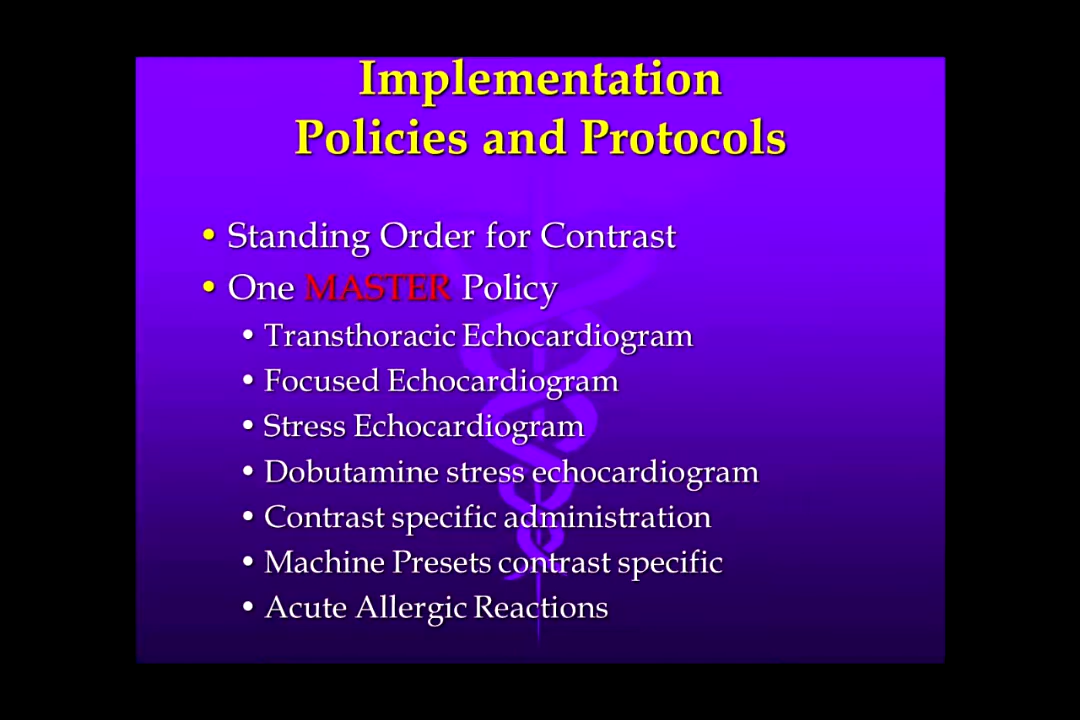 Implementation
Policies and Protocols
• Standing Order for Contrast
• One MASTER Policy
• Transthoracic Echocardiogram
• Focused Echocardiogram
• Stress Echocardiogram
• Dobutamine stress echocardiogram
• Contrast specific administration
• Machine Presets contrast specific
• Acute Allergic Reactions